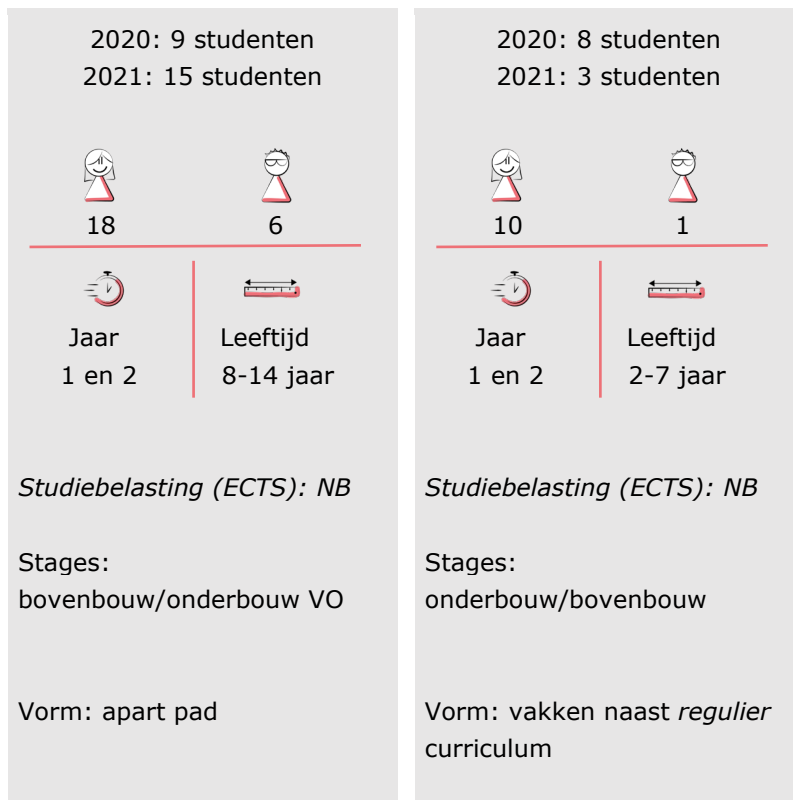 2020: 9 studenten
2021: 15 studenten
18
6
Jaar
1 en 2
Leeftijd
8-14 jaar
Studiebelasting (ECTS): NB
Stages:
bovenbouw/onderbouw VO
Vorm: apart pad
2020: 8 studenten
2021: 3 studenten
10
1
Jaar
1 en 2
Leeftijd
2-7 jaar
Studiebelasting (ECTS): NB
Stages:
onderbouw/bovenbouw
Vorm: vakken naast regulier
curriculum